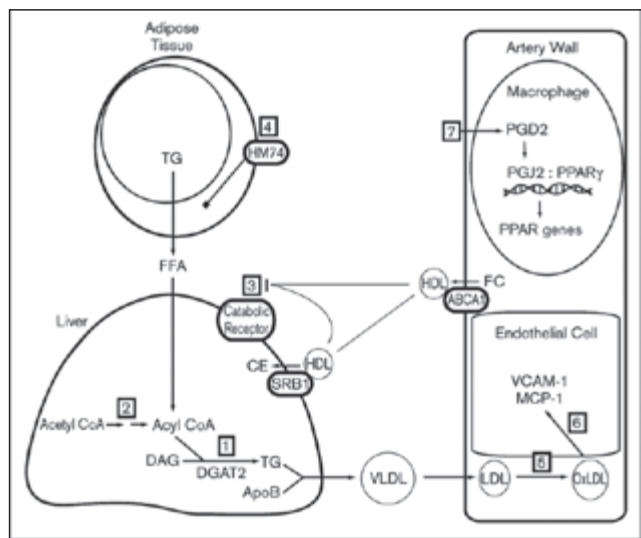 Adipose
Tissue
4
HM74
TG
FFA
Liver
3
Catabolic
Receptor
CE
HDL
SRB1
2
Acetyl CoA
Acyl CoA
1
DAG
DGAT2
TG
ApoB
VLDL
Artery Wall
Macrophage
7
PGD2
PGJ2 : PPARγ
PPAR genes
HDL
FC
ABCA1
Endothelial Cell
VCAM-1
MCP-1
6
5
LDL
OxLDL